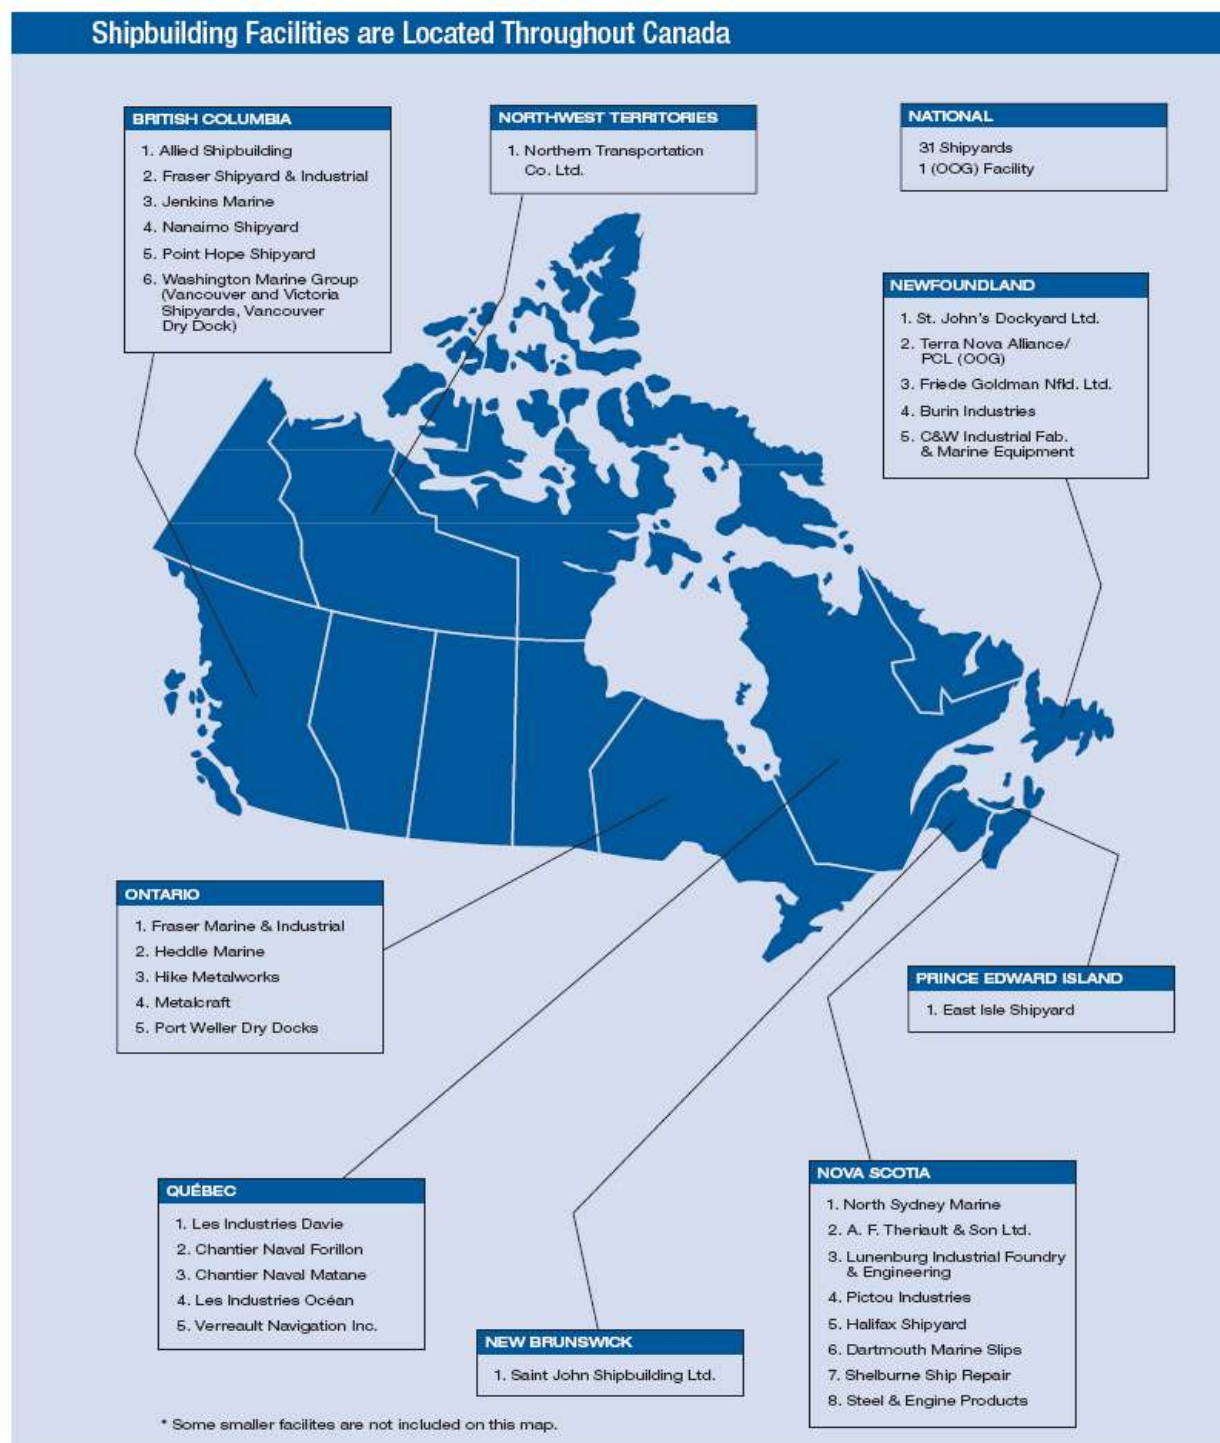 Shipbuilding Facilities are Located Throughout Canada
BRITISH COLUMBIA
1. Allied Shipbuilding
2. Fraser Shipyard & Industrial
3. Jenkins Marine
4. Nanaimo Shipyard
5. Point Hope Shipyard
6. Washington Marine Group
(Vancouver and Victoria
Shipyards, Vancouver
Dry Dock)
NORTHWEST TERRITORIES
1. Northern Transportation
Co. Ltd.
NATIONAL
31 Shipyards
1 (OOG) Facility
NEWFOUNDLAND
1. St. John's Dockyard Ltd.
2. Terra Nova Alliance/
PCL (OOG)
3. Friede Goldman Nfld. Ltd.
4. Burin Industries
5. C&W Industrial Fab.
& Marine Equipment
ONTARIO
1. Fraser Marine & Industrial
2. Heddle Marine
3. Hike Metalworks
4. Metalcraft
5. Port Weller Dry Docks
PRINCE EDWARD ISLAND
1. East Isle Shipyard
QUÉBEC
1. Les Industries Davie
2. Chantier Naval Forillon
3. Chantier Naval Matane
4. Les Industries Océan
5. Verreault Navigation Inc.
NEW BRUNSWICK
1. Saint John Shipbuilding Ltd.
NOVA SCOTIA
1. North Sydney Marine
2. A. F. Theriault & Son Ltd.
3. Lunenburg Industrial Foundry
& Engineering
4. Pictou Industries
5. Halifax Shipyard
6. Dartmouth Marine Slips
7. Shelburne Ship Repair
8. Steel & Engine Products
* Some smaller facilites are not included on this map.